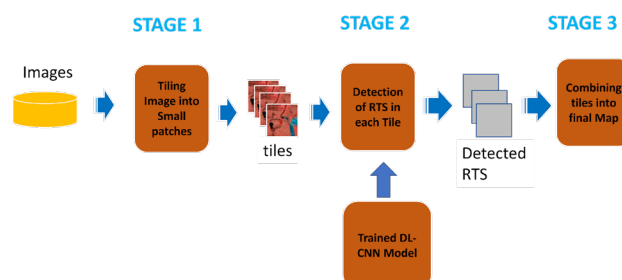 STAGE 1
STAGE 2
STAGE 3
Images
Tiling
Image into
Small
patches
tiles
Detection
of RTS in
each Tile
Detected
RTS
Combining
tiles into
final Map
Trained DL-
CNN Model